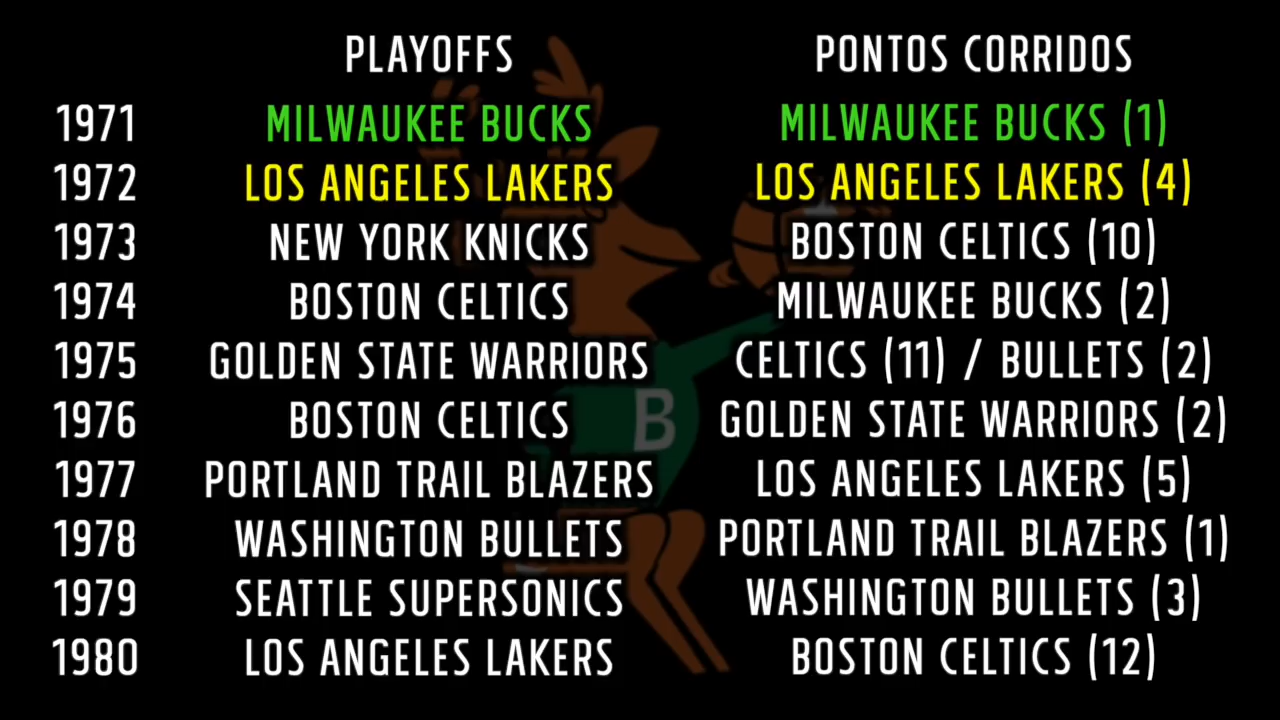 PLAYOFFS PONTOS CORRIDOS
1971 MILWAUKEE BUCKS MILWAUKEE BUCKS (1)
1972 LOS ANGELES LAKERS LOS ANGELES LAKERS (4)
1973 NEW YORK KNICKS BOSTON CELTICS (10)
1974 BOSTON CELTICS MILWAUKEE BUCKS (2)
1975 GOLDEN STATE WARRIORS CELTICS (11) / BULLETS (2)
1976 BOSTON CELTICS GOLDEN STATE WARRIORS (2)
1977 PORTLAND TRAIL BLAZERS LOS ANGELES LAKERS (5)
1978 WASHINGTON BULLETS PORTLAND TRAIL BLAZERS (1)
1979 SEATTLE SUPERSONICS WASHINGTON BULLETS (3)
1980 LOS ANGELES LAKERS BOSTON CELTICS (12)
B